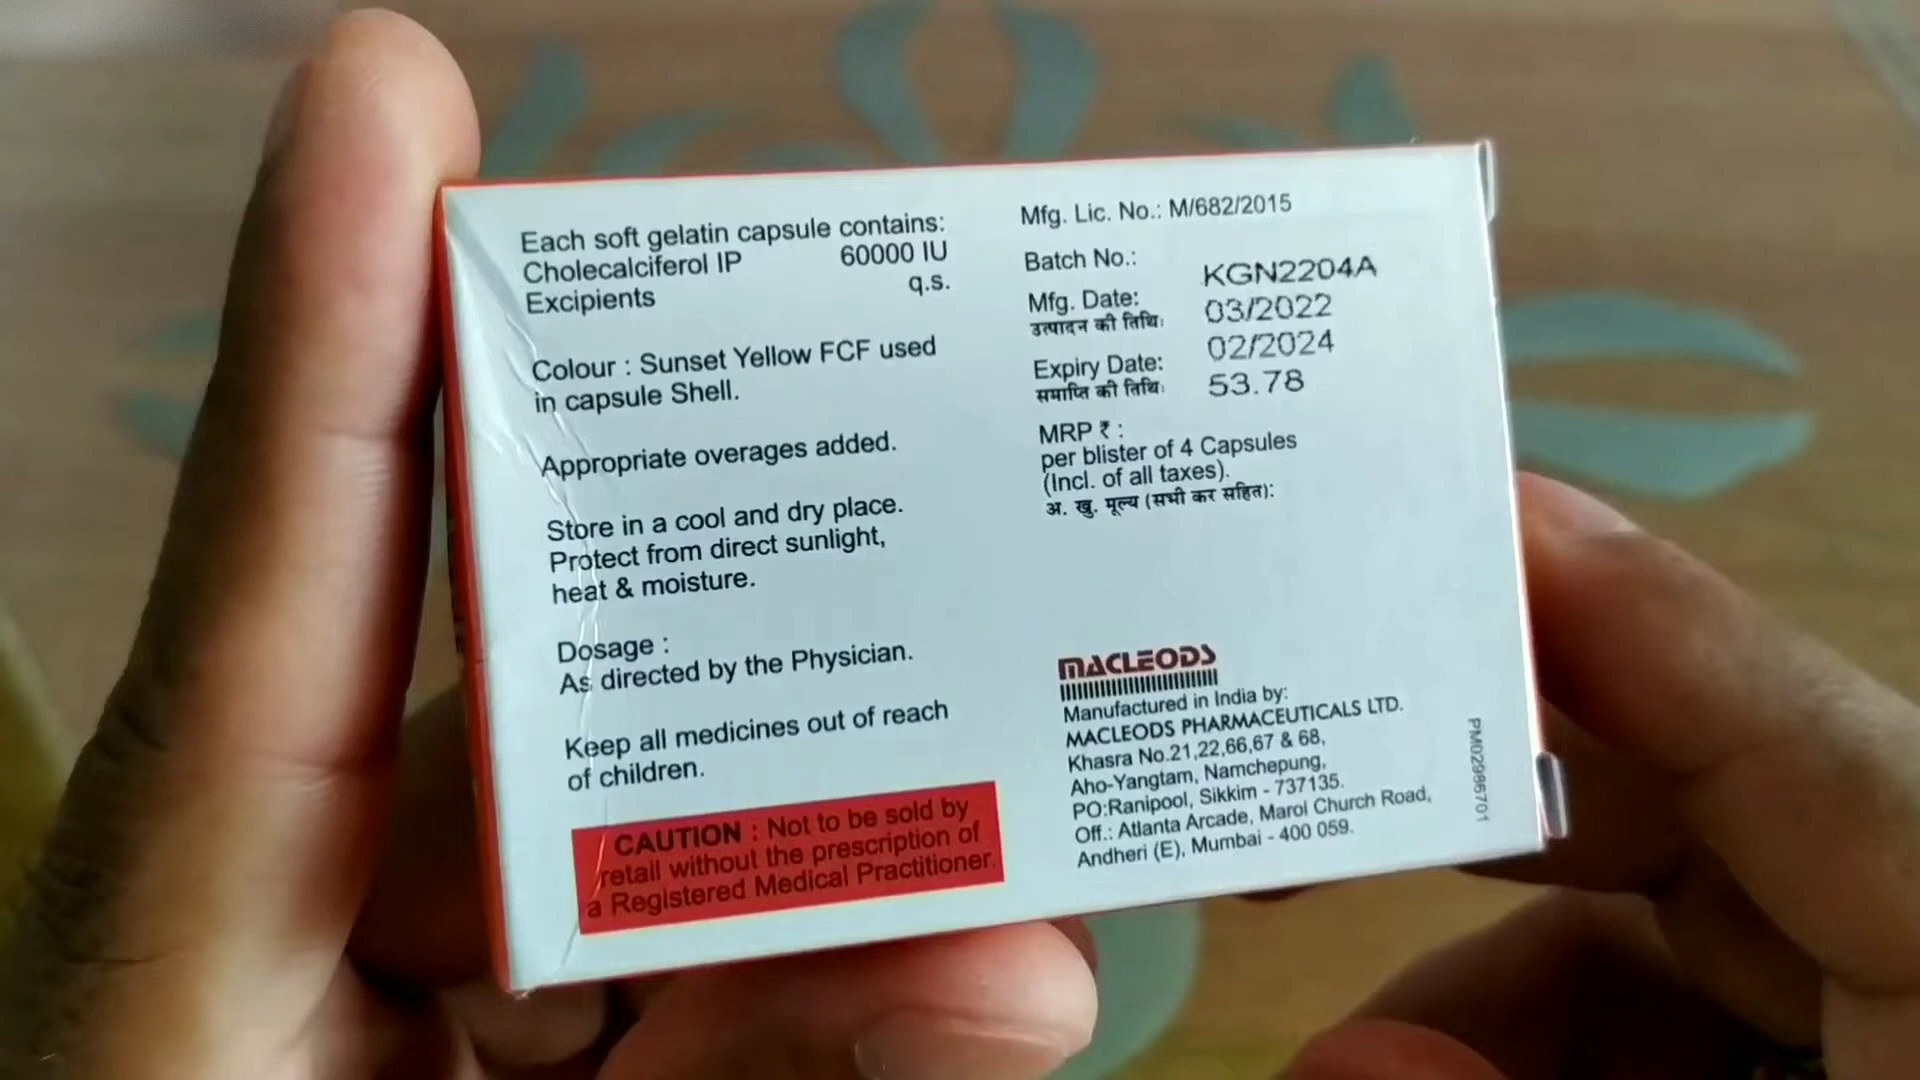 Each soft gelatin capsule contains:
Cholecalciferol IP 60000 IU
Excipients q.s.
Colour : Sunset Yellow FCF used
in capsule Shell.
Appropriate overages added.
Store in a cool and dry place.
Protect from direct sunlight,
heat & moisture.
Dosage :
As directed by the Physician.
Keep all medicines out of reach
of children.
CAUTION : Not to be sold by
retail without the prescription of
a Registered Medical Practitioner.
Mfg. Lic. No.: M/682/2015
Batch No.: KGN2204A
Mfg. Date: 03/2022
उत्पादन की तिथि:
Expiry Date: 02/2024
समाप्ति की तिथि:
53.78
MRP ₹ :
per blister of 4 Capsules
(Incl. of all taxes).
अ. खु. मूल्य (सभी कर सहित):
MACLEODS
Manufactured in India by:
MACLEODS PHARMACEUTICALS LTD.
Khasra No.21,22,66,67 & 68,
Aho-Yangtam, Namchepung,
PO:Ranipool, Sikkim - 737135.
Off.: Atlanta Arcade, Marol Church Road,
Andheri (E), Mumbai - 400 059.
PM02986701